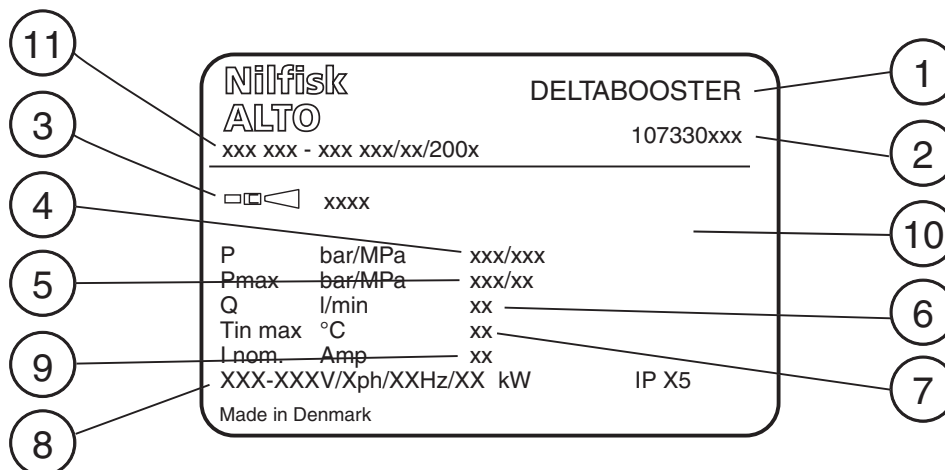 11
Nilfisk
ALTO
DELTABOOSTER
1
107330xxx
2
3
xxx xxx - xxx xxx/xx/200x
xxxx
4
10
P bar/MPa xxx/xxx
5
Pmax bar/MPa xxx/xx
Q l/min xx
6
Tin max °C xx
9
I nom. Amp xx
7
XXX-XXXV/Xph/XXHz/XX kW IP X5
Made in Denmark
8